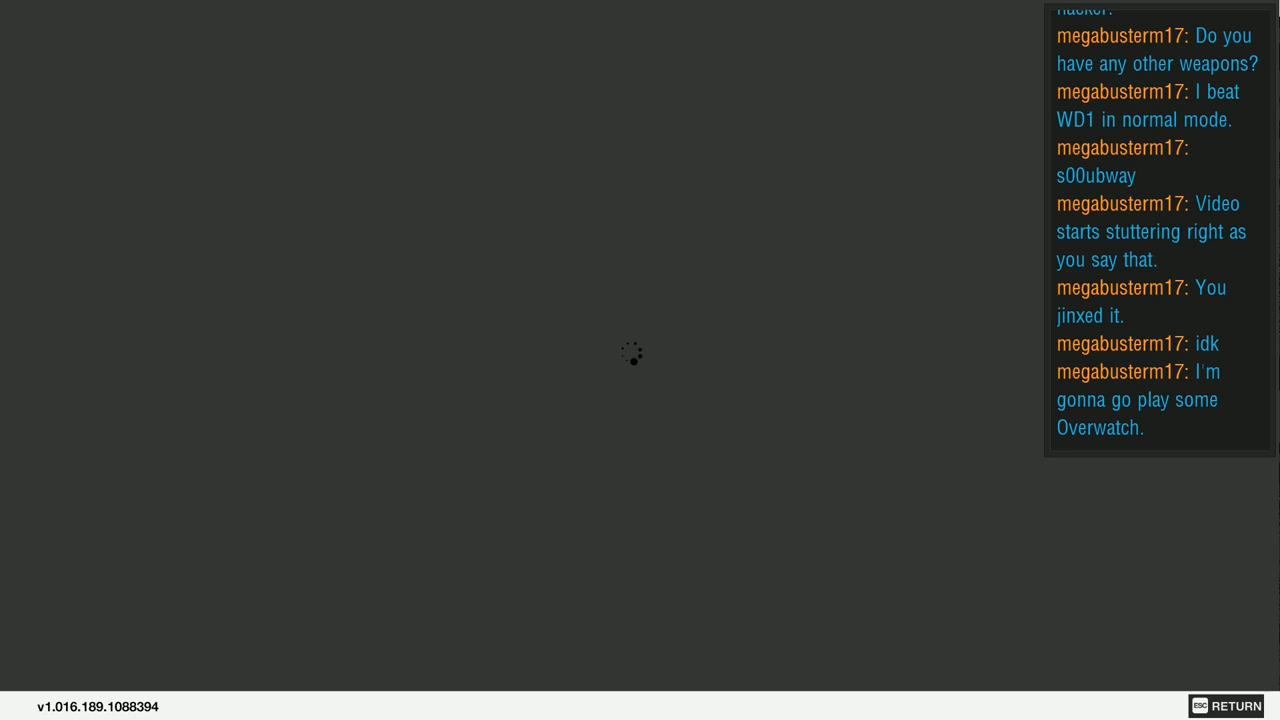 hacker.
megabusterm17: Do you
have any other weapons?
megabusterm17: I beat
WD1 in normal mode.
megabusterm17:
s00ubway
megabusterm17: Video
starts stuttering right as
you say that.
megabusterm17: You
jinxed it.
megabusterm17: idk
megabusterm17: I'm
gonna go play some
Overwatch.
v1.016.189.1088394
ESC RETURN